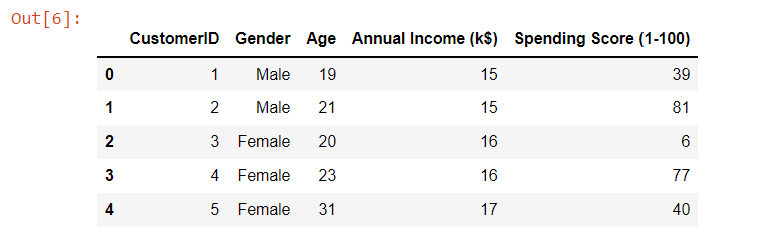 Out[6]:
CustomerID Gender Age Annual Income (k$) Spending Score (1-100)
0 1 Male 19 15 39
1 2 Male 21 15 81
2 3 Female 20 16 6
3 4 Female 23 16 77
4 5 Female 31 17 40